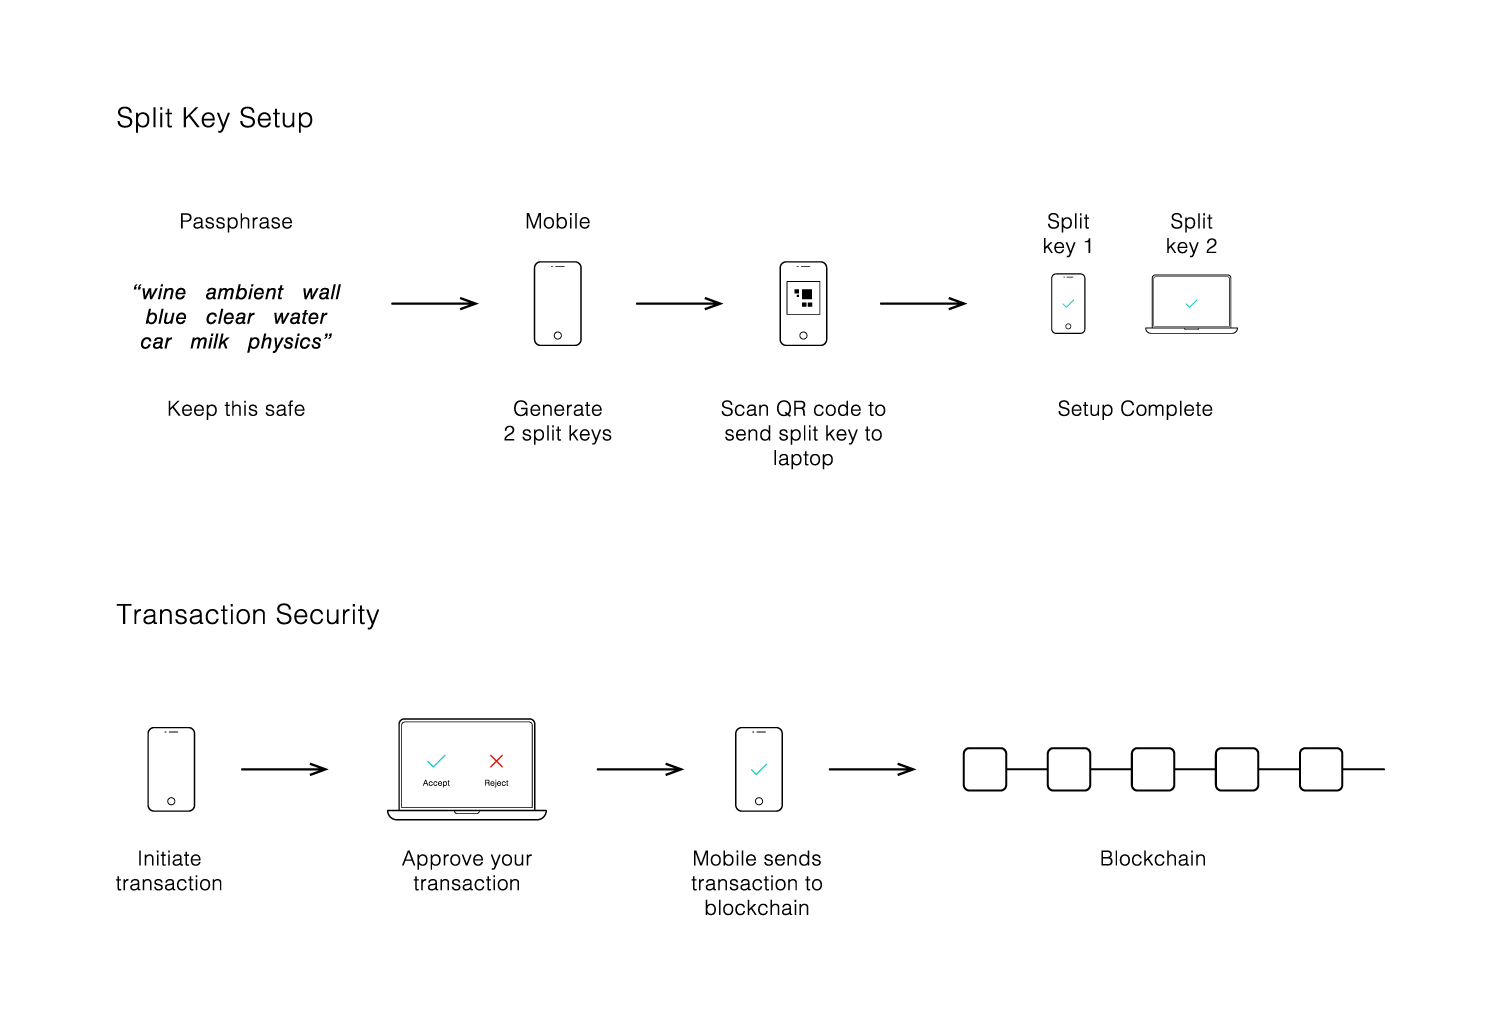 Split Key Setup
Passphrase
“wine ambient wall
blue clear water
car milk physics”
Keep this safe
Mobile
Generate
2 split keys
Scan QR code to
send split key to
laptop
Split
key 1
Split
key 2
Setup Complete
Transaction Security
Initiate
transaction
Accept
Reject
Approve your
transaction
Mobile sends
transaction to
blockchain
Blockchain